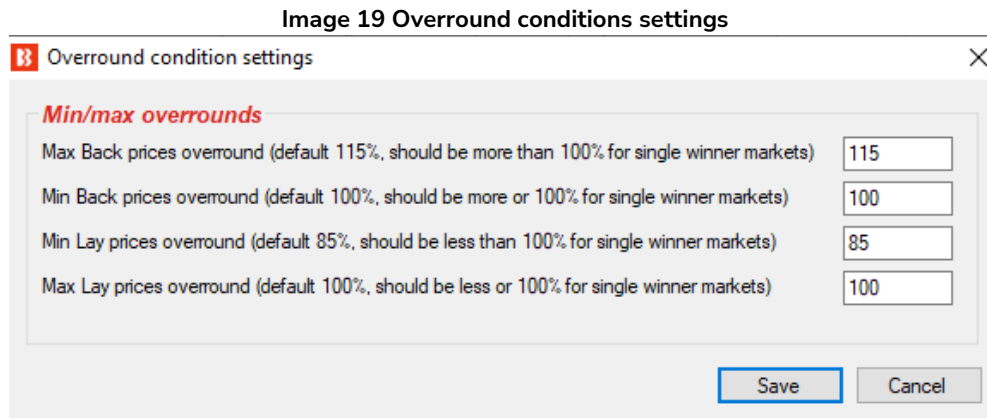 Image 19 Overround conditions settings
Overround condition settings
Min/max overrounds
Max Back prices overround (default 115%, should be more than 100% for single winner markets) 115
Min Back prices overround (default 100%, should be more or 100% for single winner markets) 100
Min Lay prices overround (default 85%, should be less than 100% for single winner markets) 85
Max Lay prices overround (default 100%, should be less or 100% for single winner markets) 100
Save Cancel